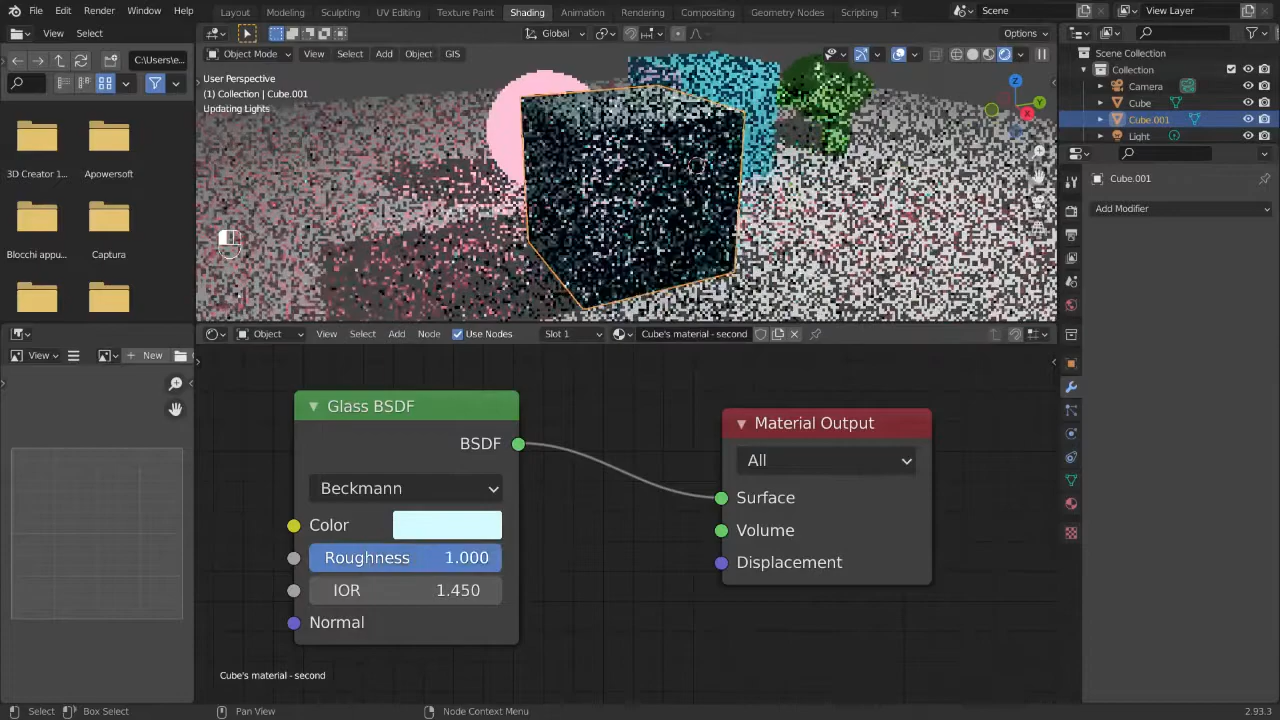 File Edit Render Window Help Layout Modeling Sculpting UV Editing Texture Paint Shading Animation Rendering Compositing Geometry Nodes Scripting + Scene View Layer
View Select Object Mode View Select Add Object GIS Global Options
C:\Users\e...
User Perspective
(1) Collection | Cube.001
Updating Lights
3D Creator 1...
Apowersoft
Blocchi appu...
Captura
X
Y
Z
Scene Collection
Collection
Camera
Cube
Cube.001
Light
Cube.001
Add Modifier
View
New
Object View Select Add Node Use Nodes Slot 1 Cube's material - second
Glass BSDF
BSDF
Beckmann
Color
Roughness 1.000
IOR 1.450
Normal
Material Output
All
Surface
Volume
Displacement
Cube's material - second
Select Box Select Pan View Node Context Menu 2.93.3